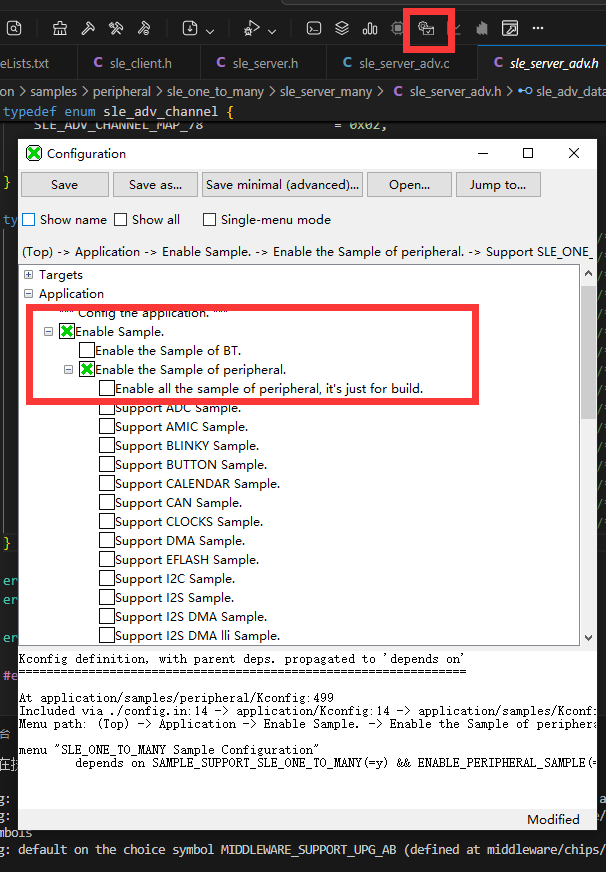 eLists.txt
C sle_client.h
C sle_server.h
C sle_server_adv.c
C sle_server_adv.h
on > samples > peripheral > sle_one_to_many > sle_server_many > C sle_server_adv.h > sle_adv_data
typedef enum sle_adv_channel {
SLE_ADV_CHANNEL_MAP_78 = 0x02,
}
ty
Configuration
Save
Save as...
Save minimal (advanced)...
Open...
Jump to...
Show name
Show all
Single-menu mode
(Top) -> Application -> Enable Sample. -> Enable the Sample of peripheral. -> Support SLE_ONE_
Targets
Application
*** Config the application. ***
Enable Sample.
Enable the Sample of BT.
Enable the Sample of peripheral.
Enable all the sample of peripheral, it's just for build.
Support ADC Sample.
Support AMIC Sample.
Support BLINKY Sample.
Support BUTTON Sample.
Support CALENDAR Sample.
Support CAN Sample.
Support CLOCKS Sample.
Support DMA Sample.
Support EFLASH Sample.
Support I2C Sample.
Support I2S Sample.
Support I2S DMA Sample.
Support I2S DMA lli Sample.
}
er
er
er
#e
Kconfig definition, with parent deps. propagated to 'depends on'
================================================================
At application/samples/peripheral/Kconfig:499
Included via ./config.in:14 -> application/Kconfig:14 -> application/samples/Kconf
Menu path: (Top) -> Application -> Enable Sample. -> Enable the Sample of periphera
menu "SLE_ONE_TO_MANY Sample Configuration"
depends on SAMPLE_SUPPORT_SLE_ONE_TO_MANY(=y) && ENABLE_PERIPHERAL_SAMPLE(=
Modified
台
在
g:
g:
mbols
g: default on the choice symbol MIDDLEWARE_SUPPORT_UPG_AB (defined at middleware/chips/